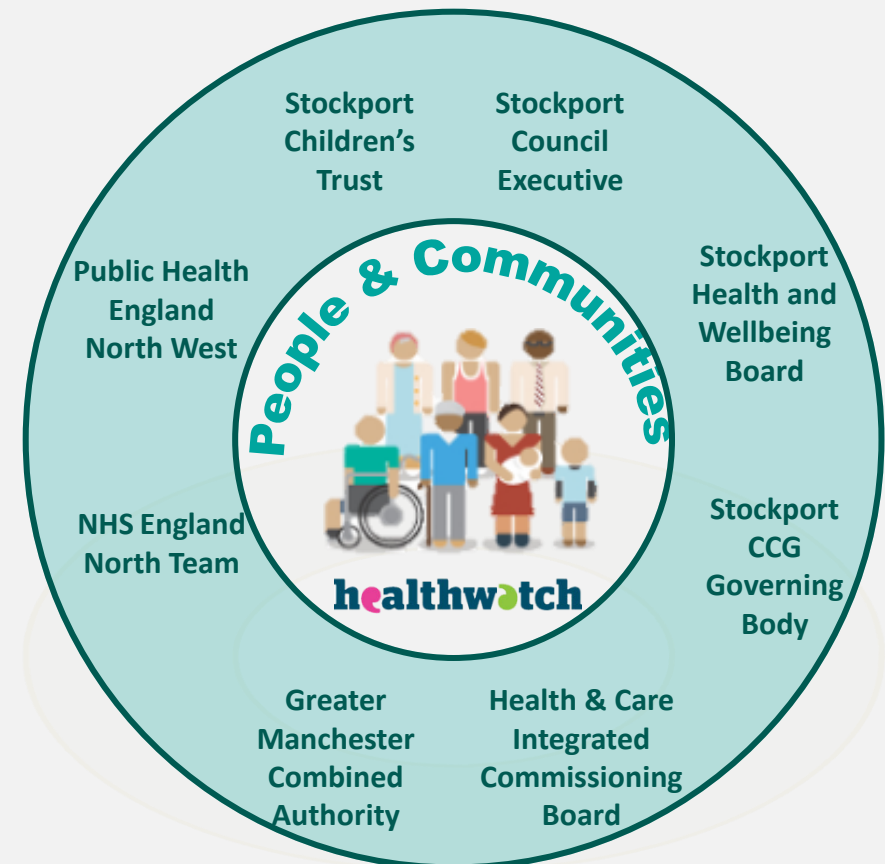 Stockport
Children’s
Trust
Stockport
Council
Executive
Public Health
England
North West
Stockport
Health and
Wellbeing
Board
People & Communities
NHS England
North Team
Stockport
CCG
Governing
Body
healthwatch
Greater
Manchester
Combined
Authority
Health & Care
Integrated
Commissioning
Board